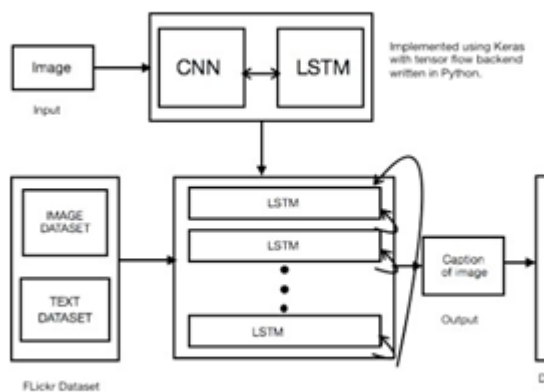 Image
Input
CNN
LSTM
Implemented using Keras
with tensor flow backend
written in Python.
IMAGE
DATASET
TEXT
DATASET
FLickr Dataset
LSTM
LSTM
LSTM
Caption
of image
Output
D